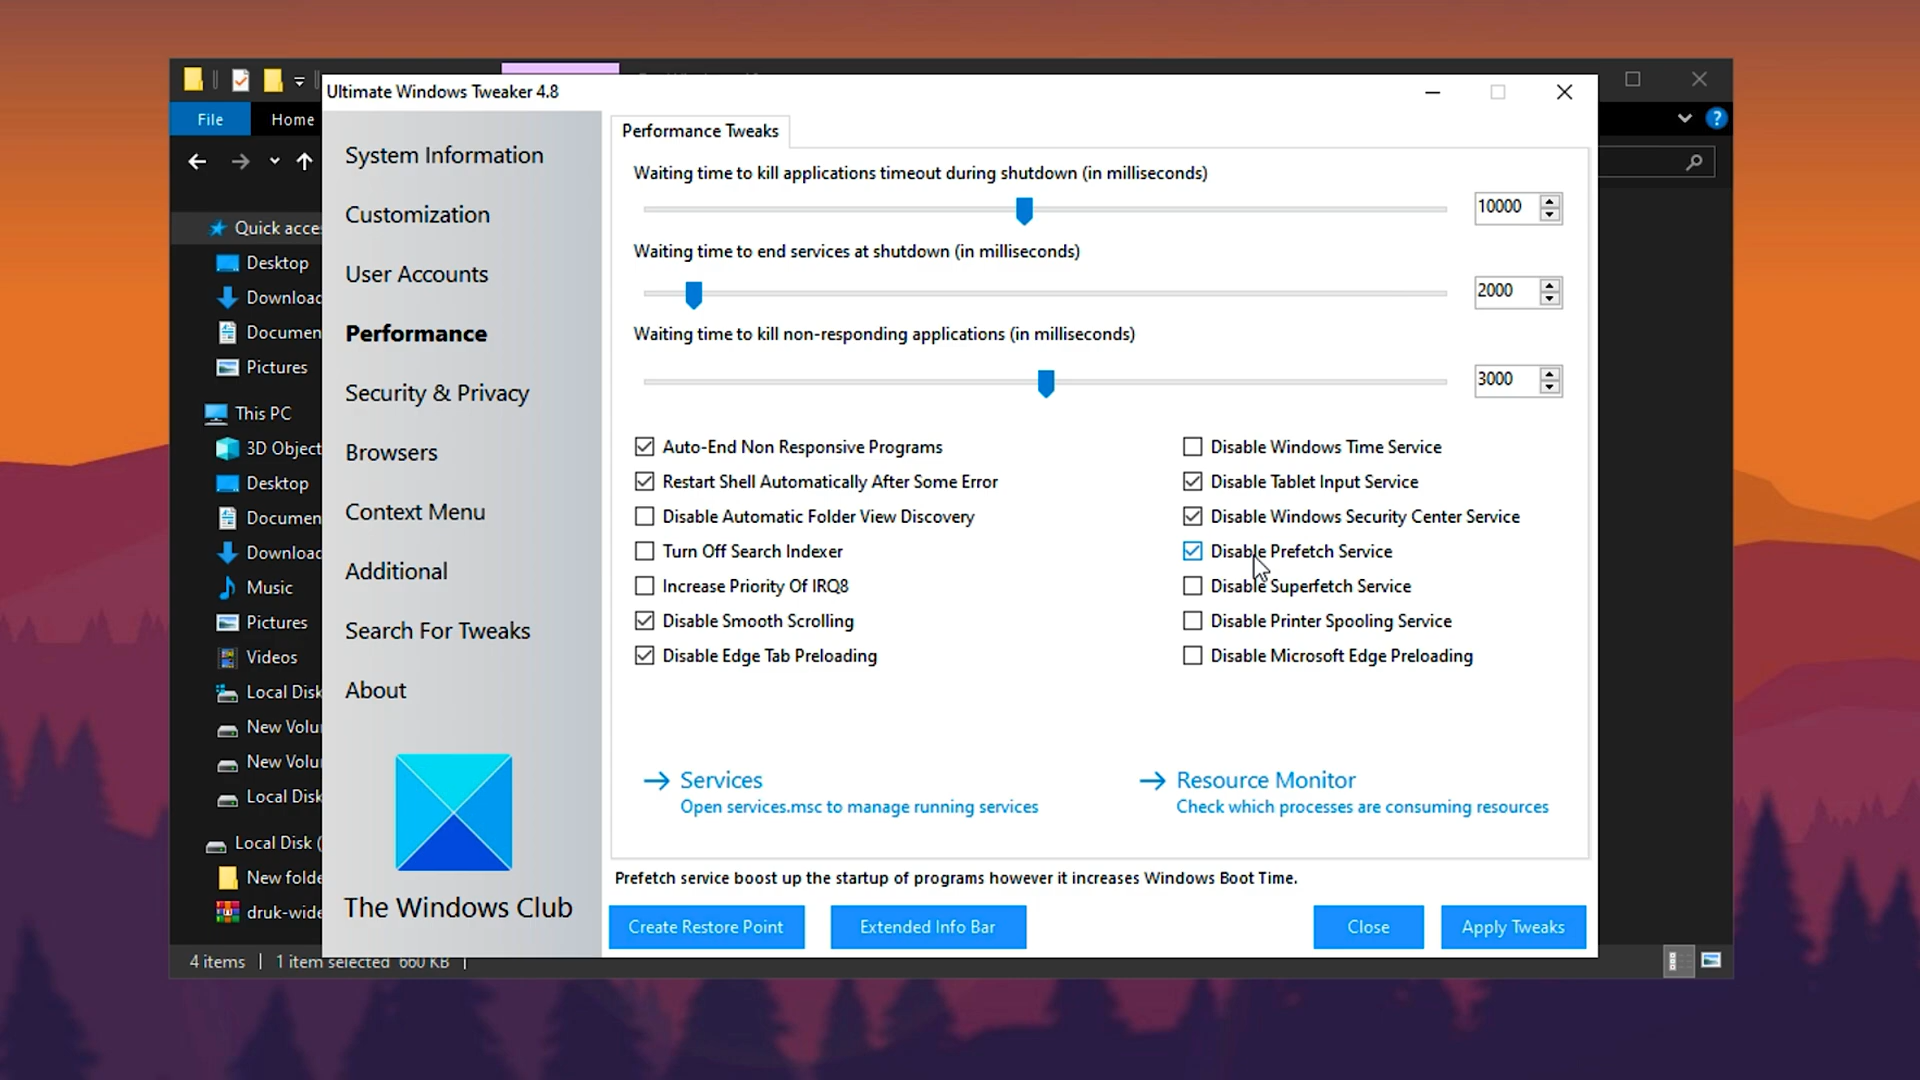 Ultimate Windows Tweaker 4.8
File
Home
Quick acce
Desktop
Download
Documen
Pictures
This PC
3D Object
Desktop
Documen
Download
Music
Pictures
Videos
Local Disk
New Volu
New Volu
Local Disk
Local Disk (
New folde
druk-wide
4 items
1 item selected 660 KB
System Information
Customization
User Accounts
Performance
Security & Privacy
Browsers
Context Menu
Additional
Search For Tweaks
About
The Windows Club
Performance Tweaks
Waiting time to kill applications timeout during shutdown (in milliseconds)
10000
Waiting time to end services at shutdown (in milliseconds)
2000
Waiting time to kill non-responding applications (in milliseconds)
3000
Auto-End Non Responsive Programs
Restart Shell Automatically After Some Error
Disable Automatic Folder View Discovery
Turn Off Search Indexer
Increase Priority Of IRQ8
Disable Smooth Scrolling
Disable Edge Tab Preloading
Disable Windows Time Service
Disable Tablet Input Service
Disable Windows Security Center Service
Disable Prefetch Service
Disable Superfetch Service
Disable Printer Spooling Service
Disable Microsoft Edge Preloading
Services
Open services.msc to manage running services
Resource Monitor
Check which processes are consuming resources
Prefetch service boost up the startup of programs however it increases Windows Boot Time.
Create Restore Point
Extended Info Bar
Close
Apply Tweaks